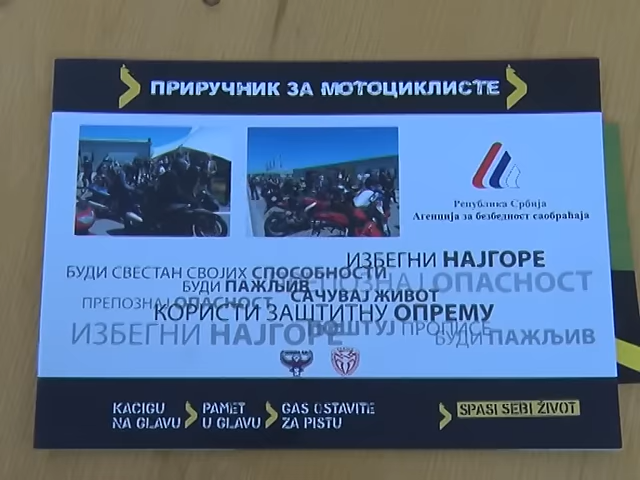 ПРИРУЧНИК ЗА МОТОЦИКЛИСТЕ
Република Србија
Агенција за безбедност саобраћаја
ИЗБЕГНИ НАЈГОРЕ
БУДИ СВЕСТАН СВОЈИХ СПОСОБНОСТИ
ПРЕПОЗНАЈ ОПАСНОСТ
БУДИ ПАЖЉИВ
САЧУВАЈ ЖИВОТ
ПРЕПОЗНАЈ ОПАСНОСТ
КОРИСТИ ЗАШТИТНУ ОПРЕМУ
ИЗБЕГНИ НАЈГОРЕ
ПОШТУЈ ПРОПИСЕ
БУДИ ПАЖЉИВ
KACIGU
NA GLAVU
PAMET
U GLAVU
GAS OSTAVITE
ZA PISTU
SPASI SEBI ŽIVOT